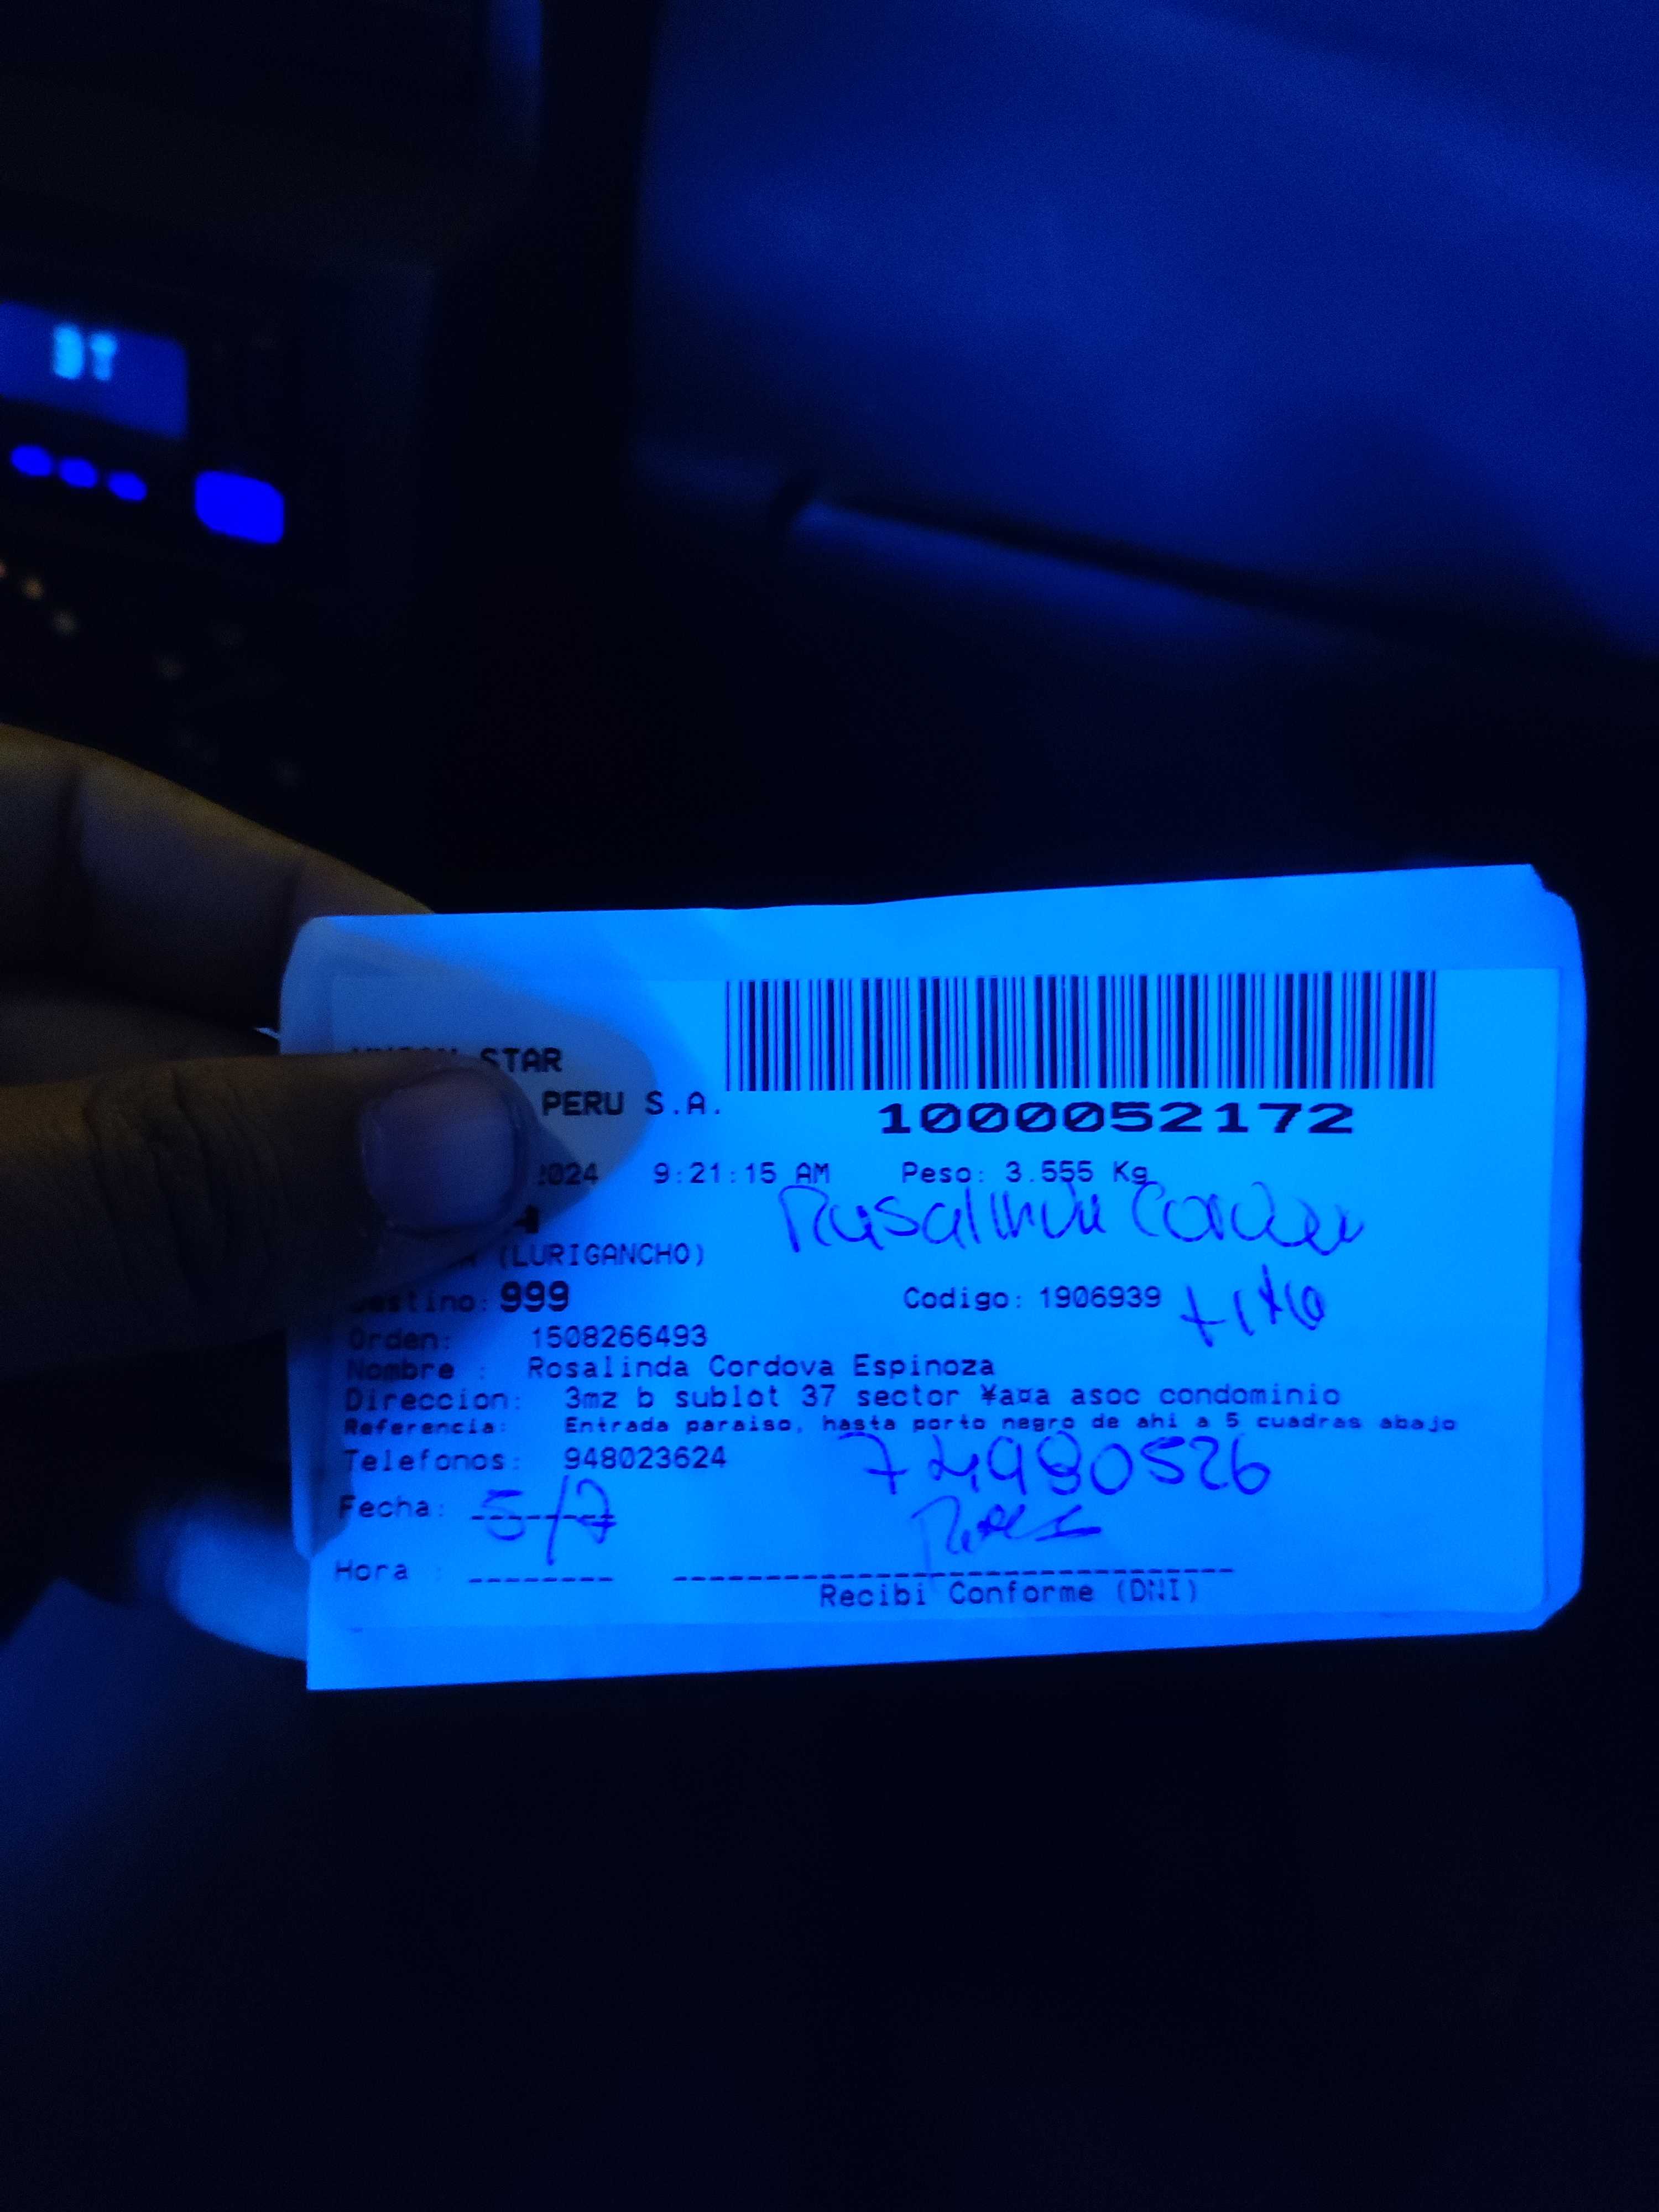 STAR
PERU S.A.
1000052172
2024 9:21:15 AM Peso: 3.555 Kg
(LURIGANCHO)
Destino: 999 Codigo: 1906939
Orden: 1508266493
Nombre : Rosalinda Cordova Espinoza
Direccion: 3mz b sublot 37 sector ¥a¤a asoc condominio
Referencia: Entrada paraiso, hasta porto negro de ahi a 5 cuadras abajo
Telefonos: 948023624
74980526
Fecha: 5/7
Hora :
Recibi Conforme (DNI)